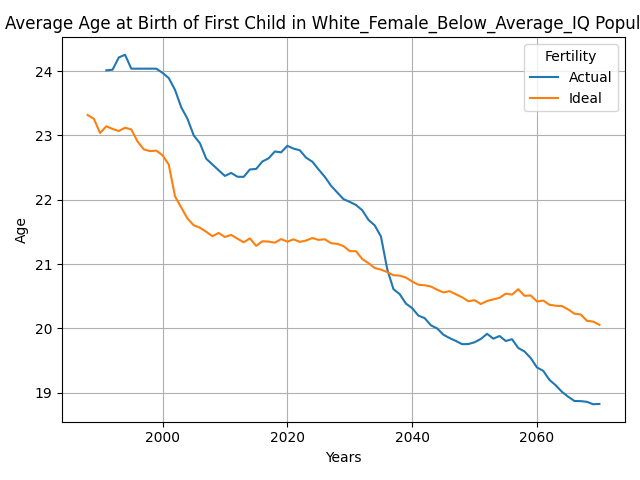 Average Age at Birth of First Child in White_Female_Below_Average_IQ Popul
Fertility
Actual
Ideal
24
23
22
21
20
19
Age
2000 2020 2040 2060
Years